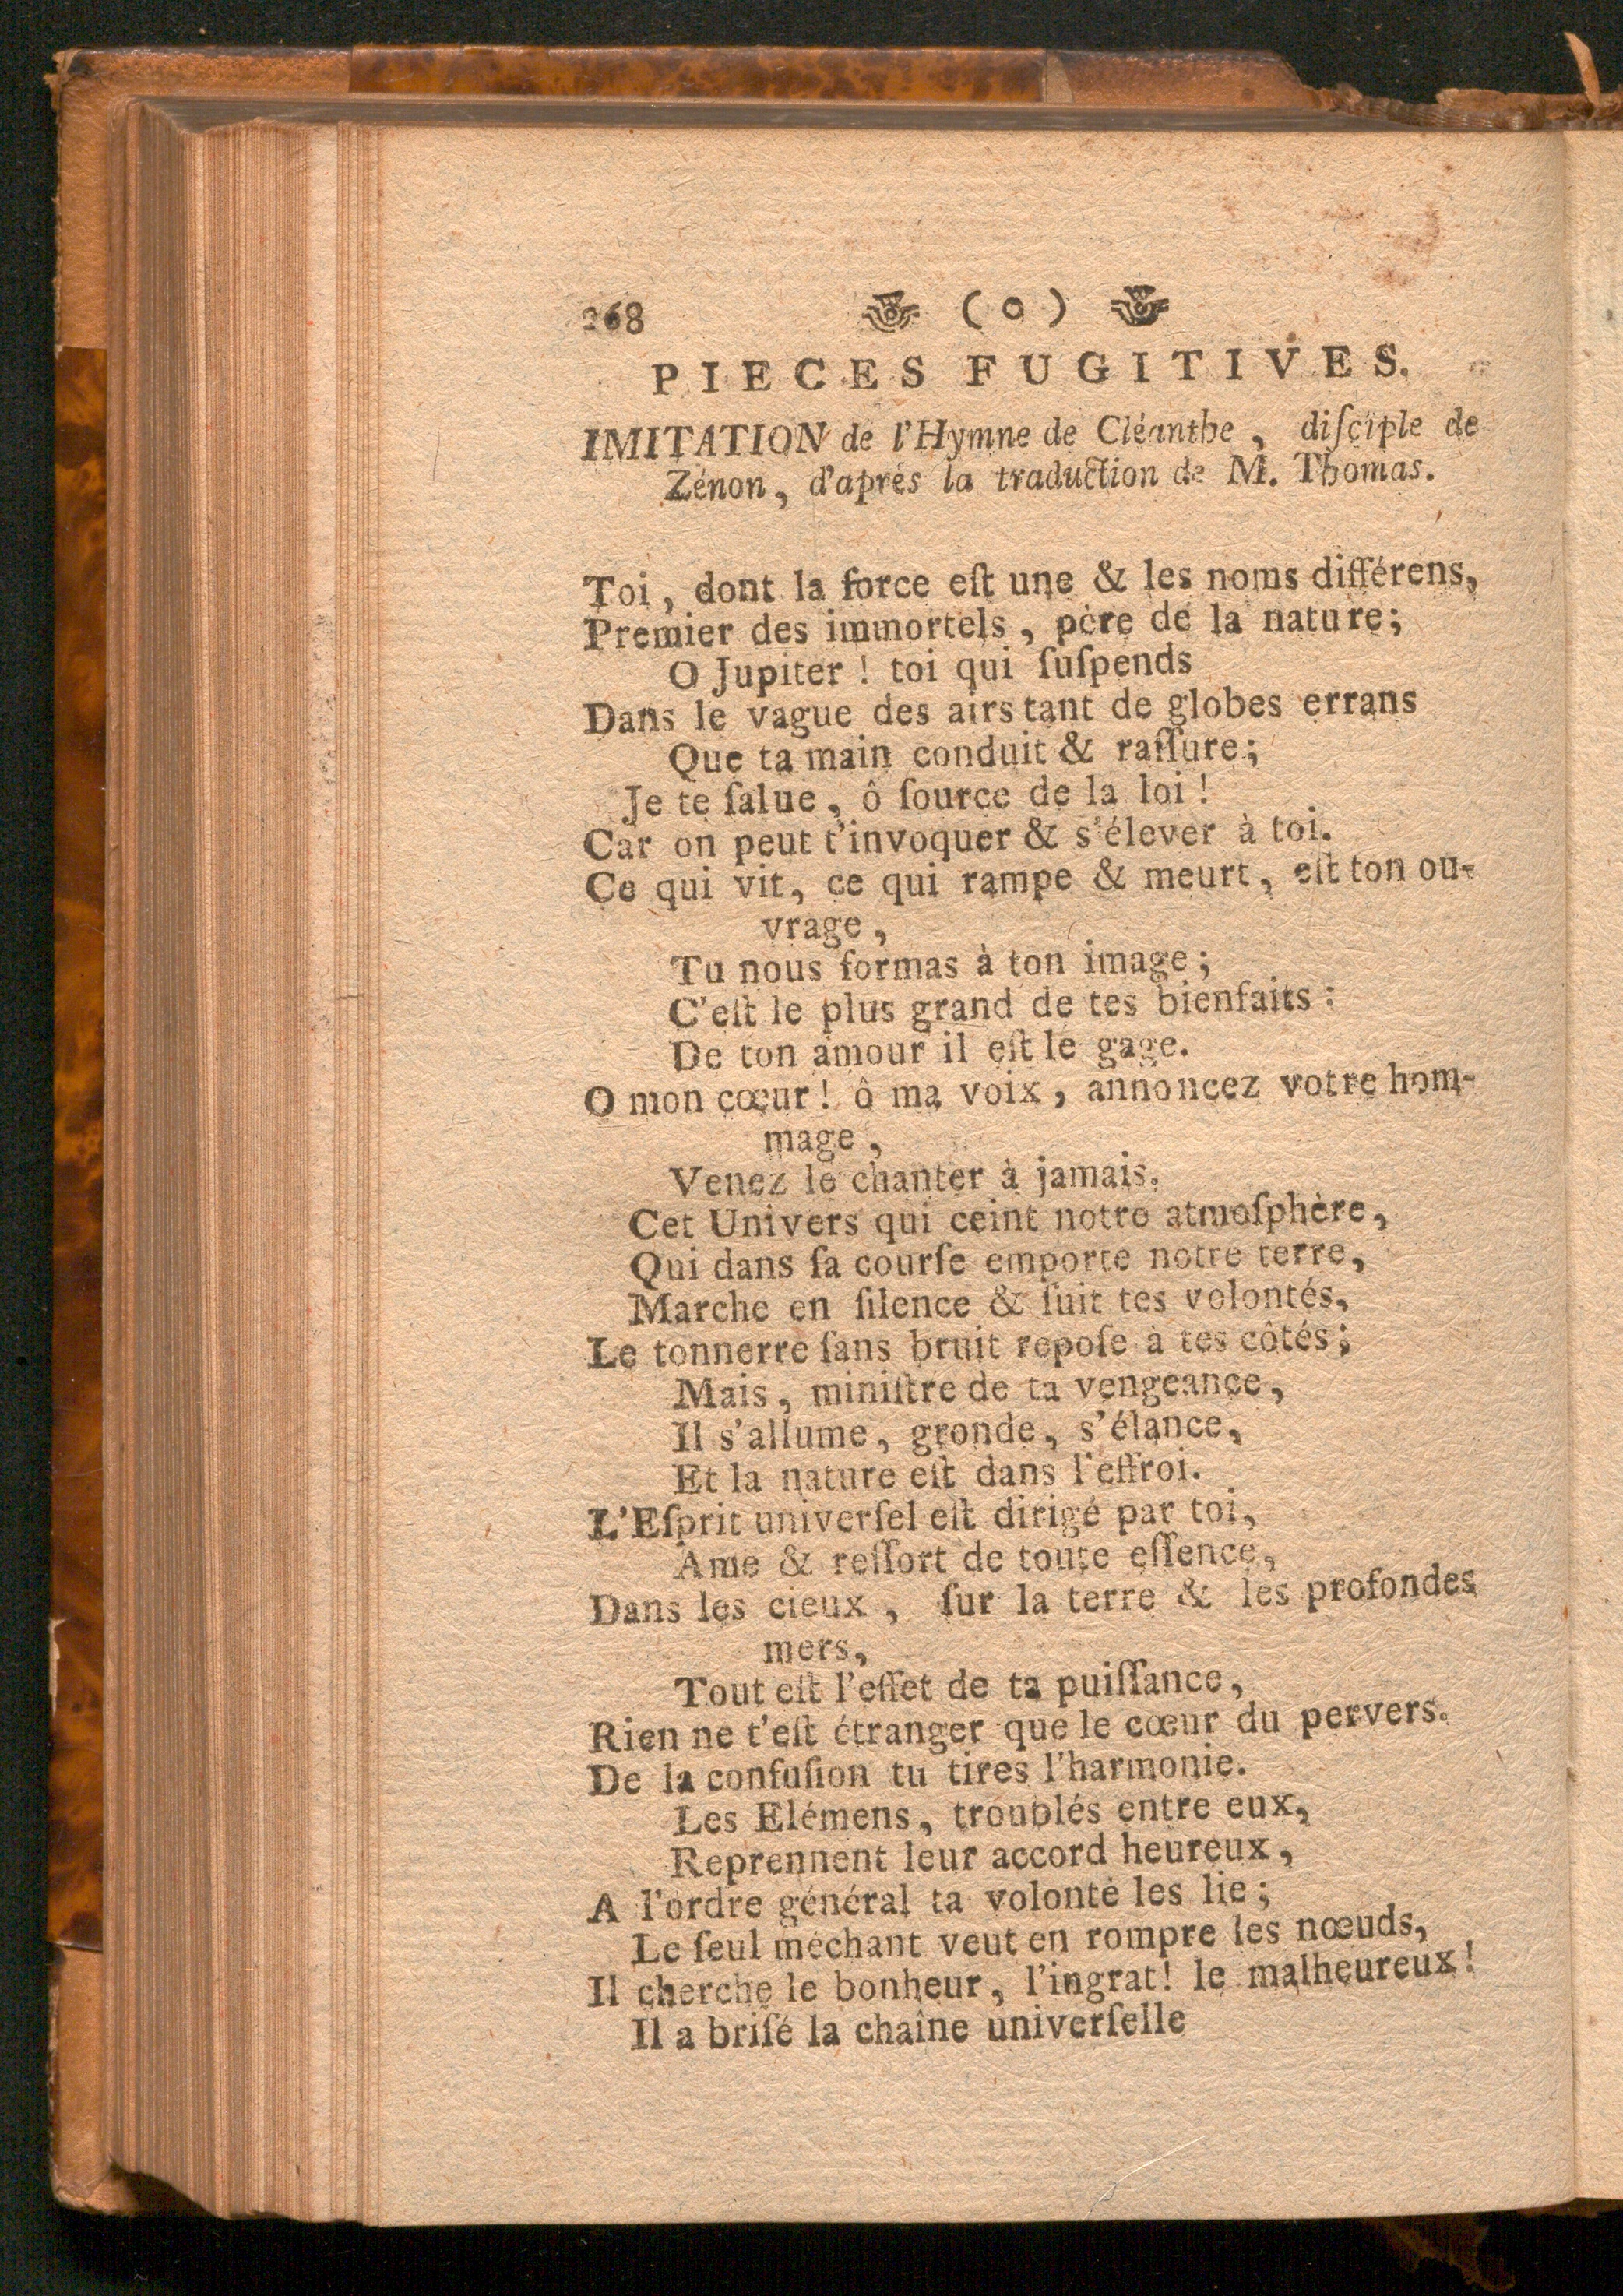 268 ( o )
PIECES FUGITIVES.
IMITATION de l'Hymne de Cléanthe, diſciple de
Zénon, d'aprés la traduction de M. Thomas.
Toi, dont la force eſt une & les noms différens,
Premier des immortels, père de la nature;
O Jupiter! toi qui ſuſpends
Dans le vague des airs tant de globes errans
Que ta main conduit & raſſure;
Je te ſalue, ô ſource de la loi!
Car on peut t'invoquer & s'élever à toi.
Ce qui vit, ce qui rampe & meurt, eſt ton ou-
vrage,
Tu nous formas à ton image;
C'eſt le plus grand de tes bienfaits:
De ton amour il eſt le gage.
O mon cœur! ô ma voix, annoncez votre hom-
mage,
Venez le chanter à jamais.
Cet Univers qui ceint notre atmoſphère,
Qui dans ſa courſe emporte notre terre,
Marche en ſilence & ſuit tes volontés,
Le tonnerre ſans bruit repoſe à tes côtés;
Mais, miniſtre de ta vengeance,
Il s'allume, gronde, s'élance,
Et la nature eſt dans l'effroi.
L'Eſprit univerſel eſt dirigé par toi,
Ame & reſſort de toute eſſence,
Dans les cieux, ſur la terre & les profondes
mers,
Tout eſt l'effet de ta puiſſance,
Rien ne t'eſt étranger que le cœur du pervers.
De la confuſion tu tires l'harmonie.
Les Elémens, troublés entre eux,
Reprennent leur accord heureux,
A l'ordre général ta volonté les lie;
Le ſeul méchant veut en rompre les nœuds,
Il cherche le bonheur, l'ingrat! le malheureux!
Il a briſé la chaîne univerſelle